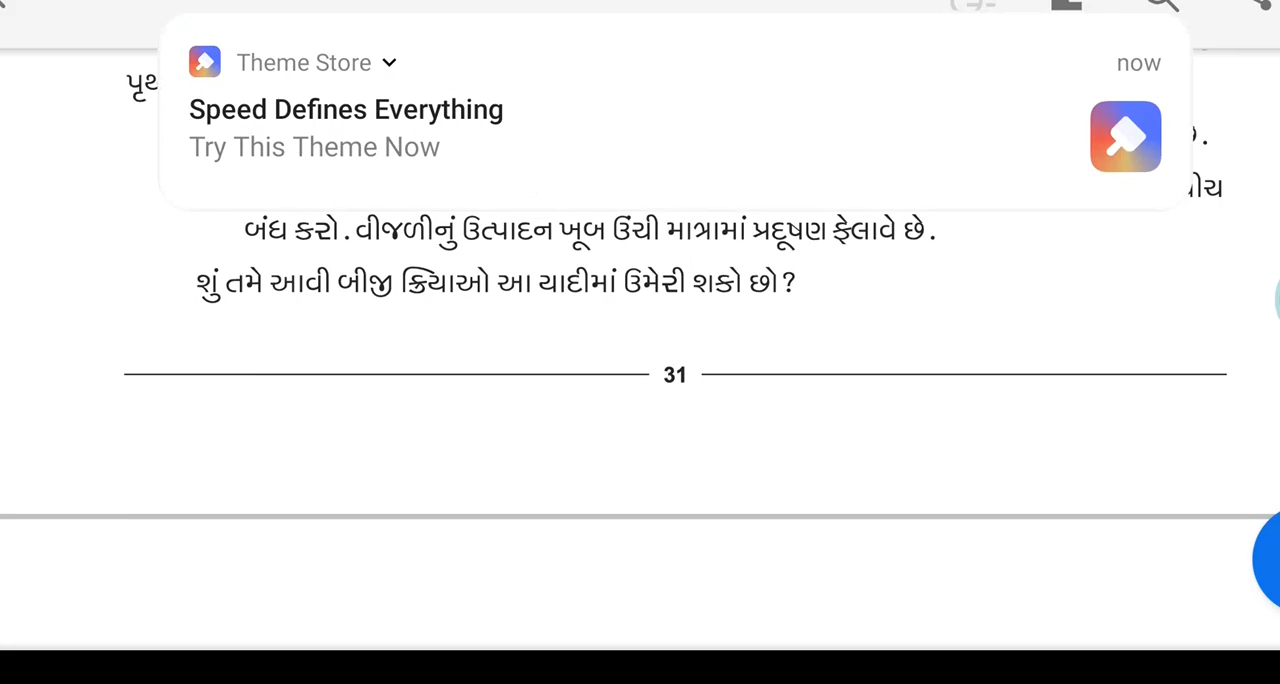 Theme Store
now
Speed Defines Everything
Try This Theme Now
બંધ કરો. વીજળીનું ઉત્પાદન ખૂબ ઉંચી માત્રામાં પ્રદૂષણ ફેલાવે છે.
શું તમે આવી બીજી ક્રિયાઓ આ યાદીમાં ઉમેરી શકો છો?
31